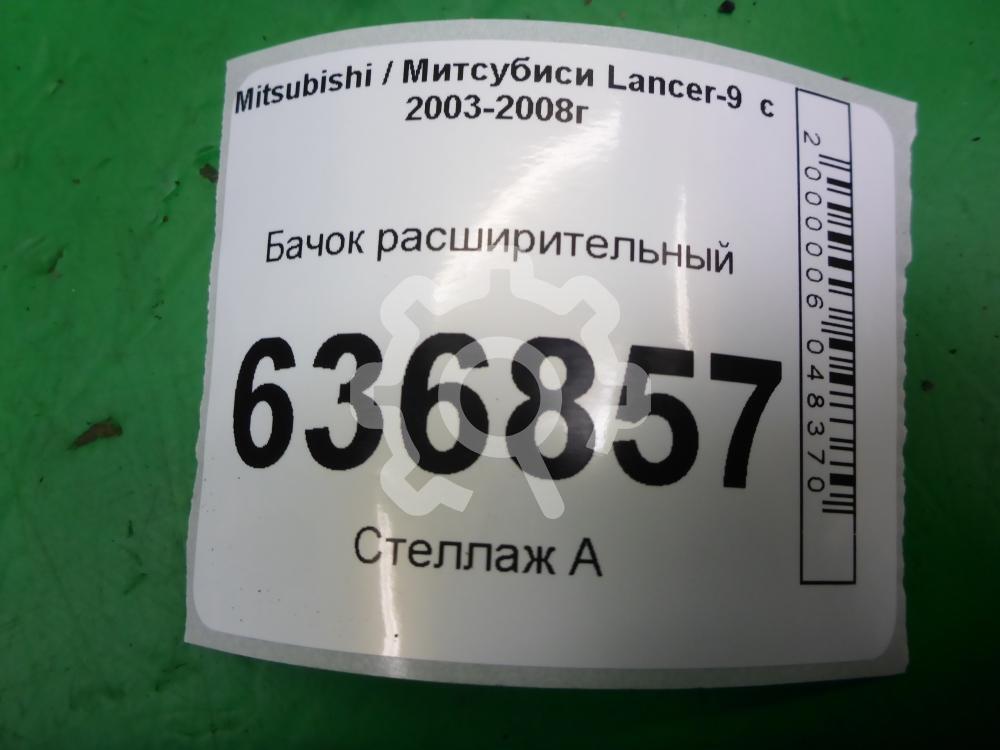 Mitsubishi / Митсубиси Lancer-9 с
2003-2008г
Бачок расширительный
636857
Стеллаж А
2000006048370